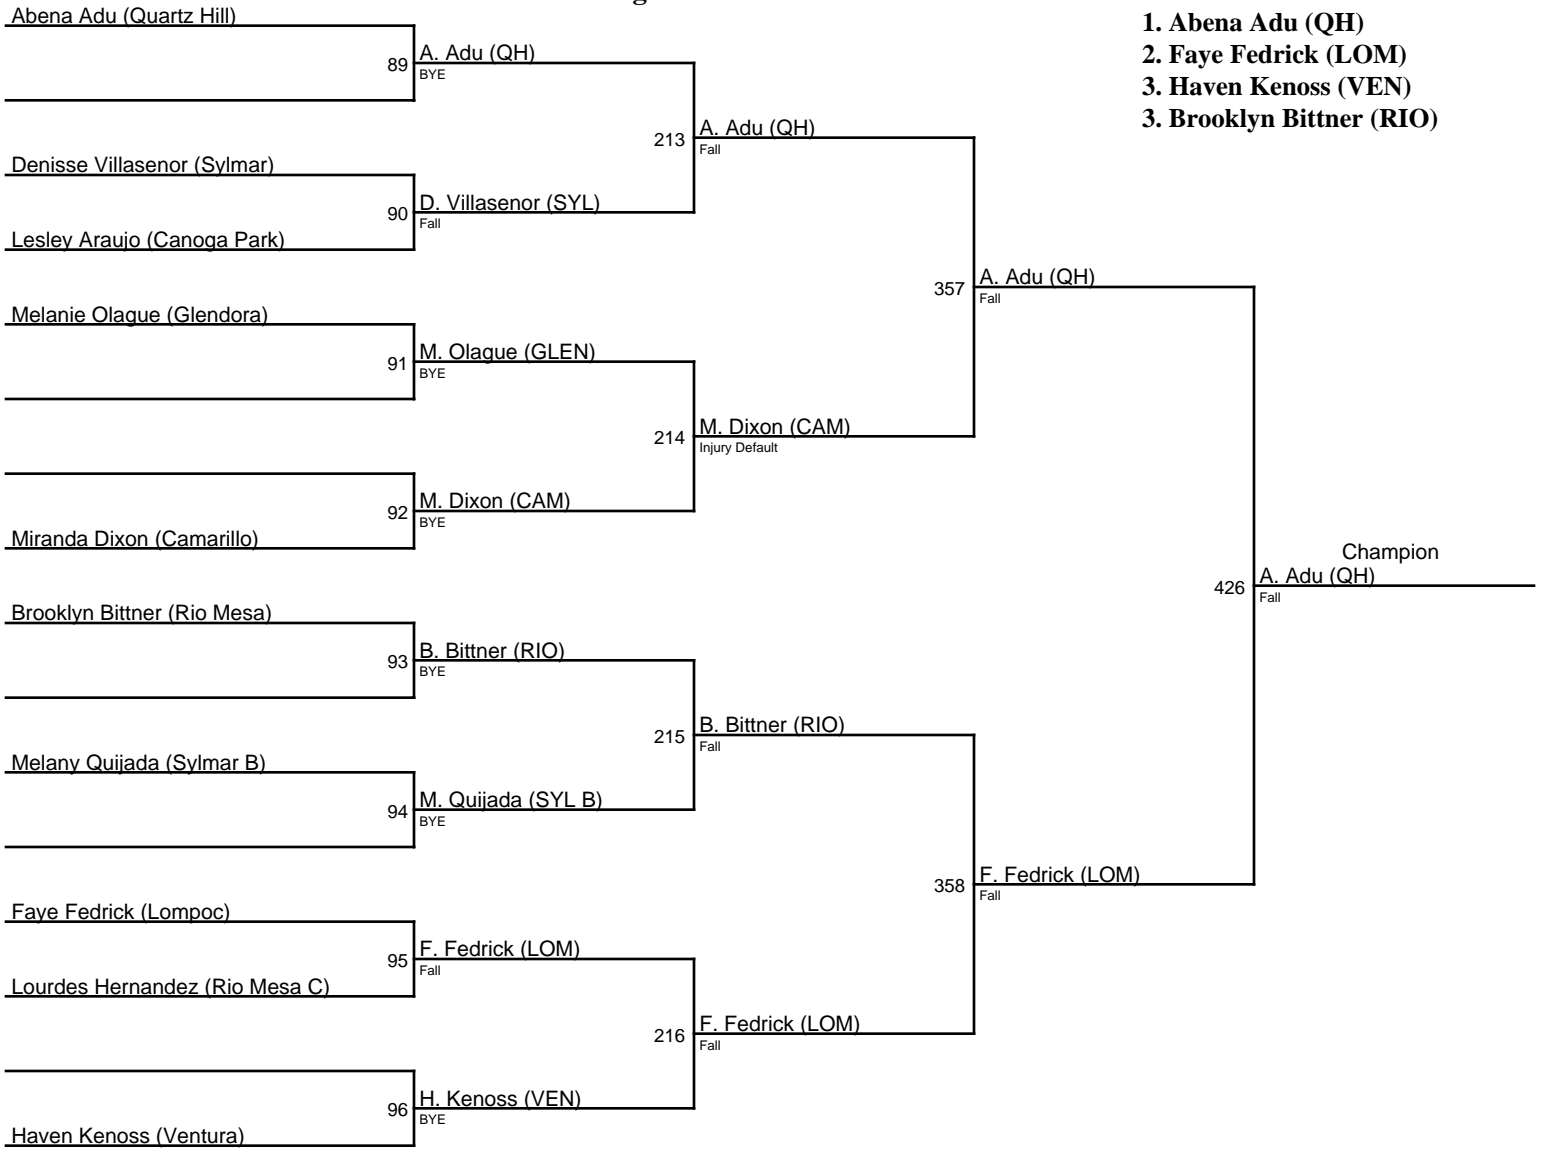 Abena Adu (Quartz Hill)
1. Abena Adu (QH)
2. Faye Fedrick (LOM)
3. Haven Kenoss (VEN)
3. Brooklyn Bittner (RIO)
89
A. Adu (QH)
BYE
213
A. Adu (QH)
Fall
Denisse Villasenor (Sylmar)
90
D. Villasenor (SYL)
Fall
Lesley Araujo (Canoga Park)
357
A. Adu (QH)
Fall
Melanie Olague (Glendora)
91
M. Olague (GLEN)
BYE
214
M. Dixon (CAM)
Injury Default
92
M. Dixon (CAM)
BYE
Miranda Dixon (Camarillo)
Champion
426
A. Adu (QH)
Fall
Brooklyn Bittner (Rio Mesa)
93
B. Bittner (RIO)
BYE
215
B. Bittner (RIO)
Fall
Melany Quijada (Sylmar B)
94
M. Quijada (SYL B)
BYE
358
F. Fedrick (LOM)
Fall
Faye Fedrick (Lompoc)
95
F. Fedrick (LOM)
Fall
Lourdes Hernandez (Rio Mesa C)
216
F. Fedrick (LOM)
Fall
96
H. Kenoss (VEN)
BYE
Haven Kenoss (Ventura)